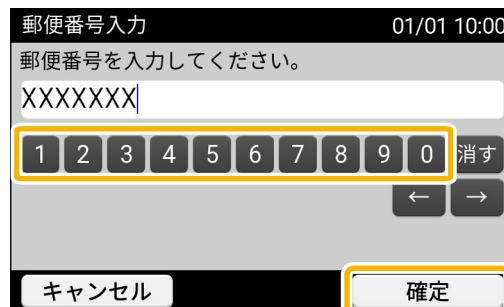 郵便番号入力 01/01 10:00
郵便番号を入力してください。
XXXXXXX
1 2 3 4 5 6 7 8 9 0 消す
← →
キャンセル 確定